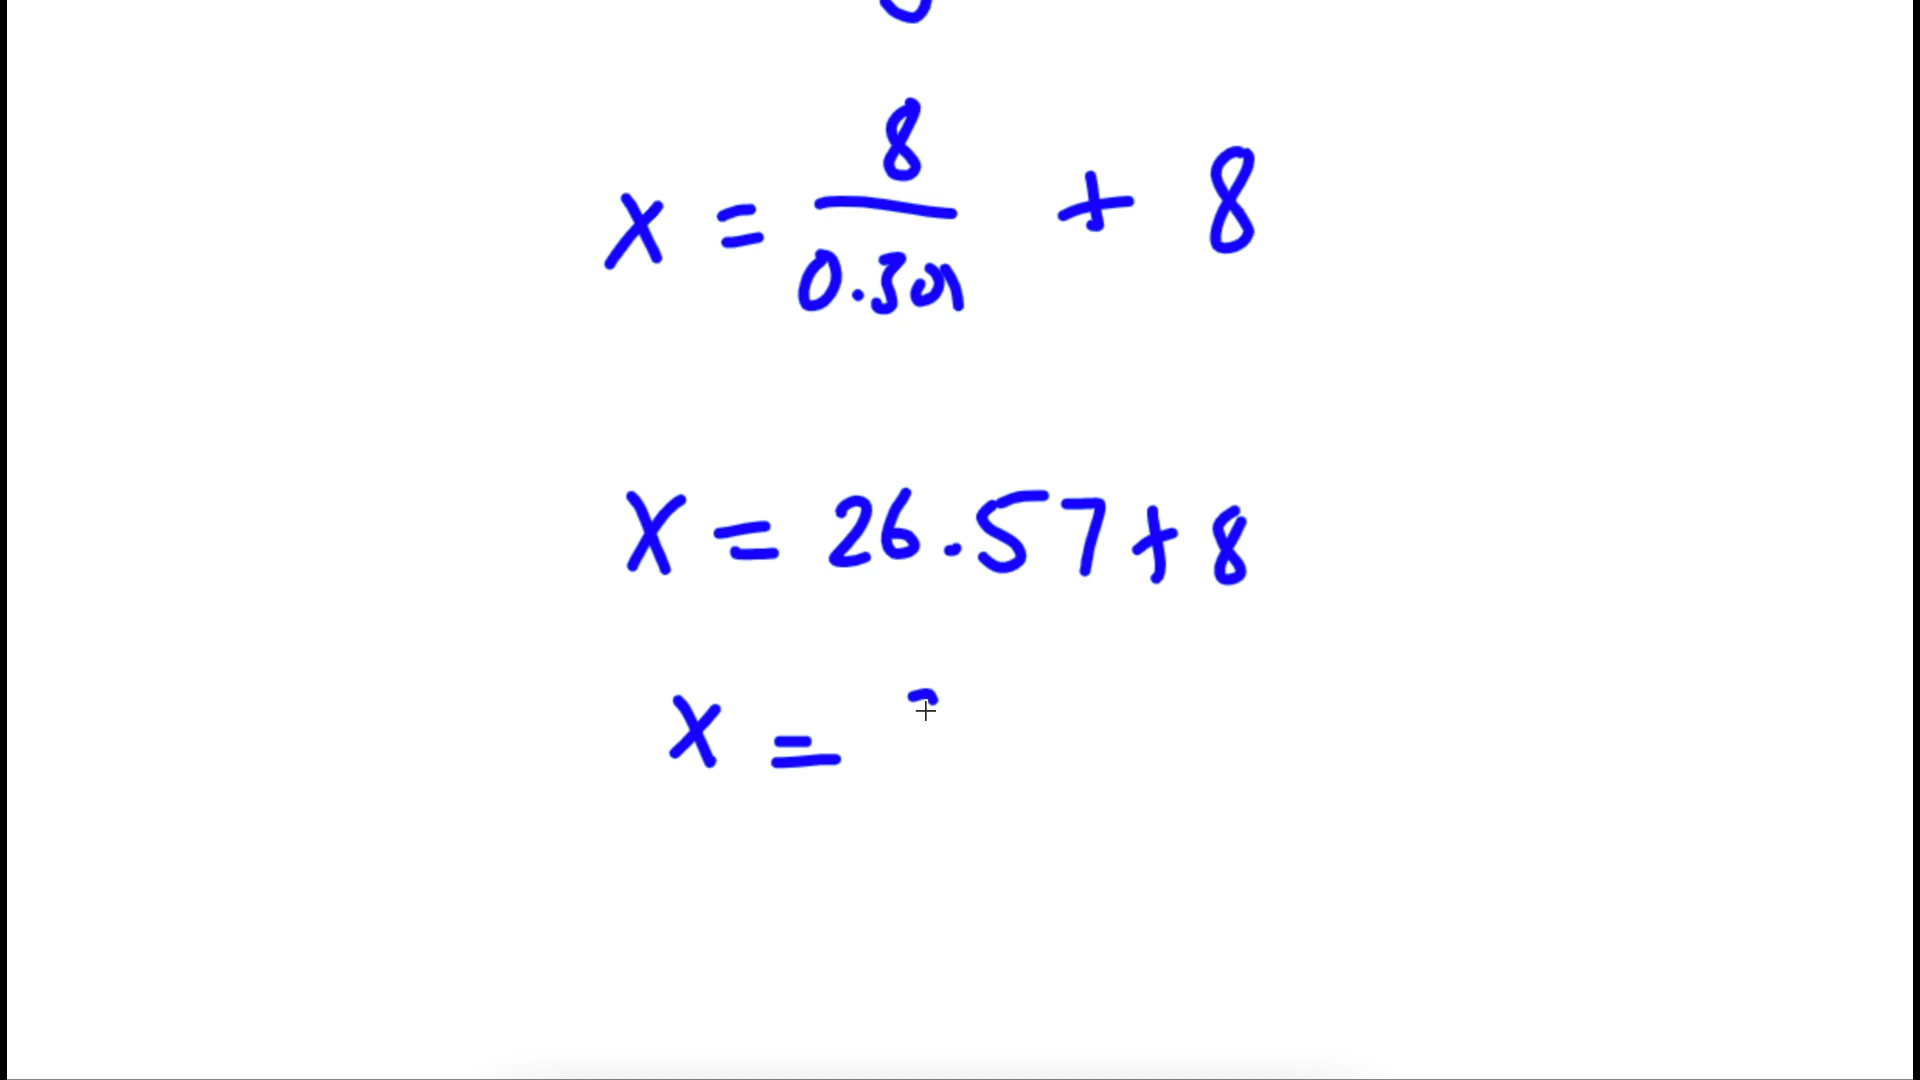 x = 8/0.301 + 8
x = 26.57 + 8
x =